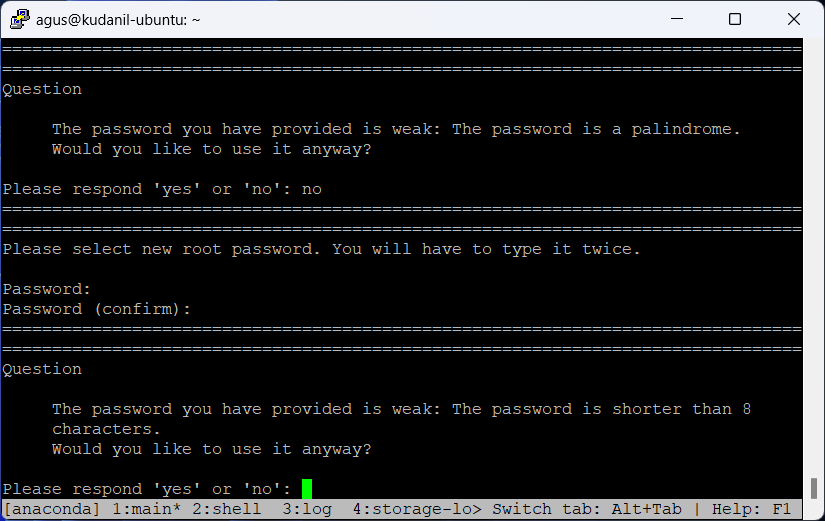 agus@kudanil-ubuntu: ~
================================================================================
================================================================================
Question
The password you have provided is weak: The password is a palindrome.
Would you like to use it anyway?
Please respond 'yes' or 'no': no
================================================================================
================================================================================
Please select new root password. You will have to type it twice.
Password:
Password (confirm):
================================================================================
================================================================================
Question
The password you have provided is weak: The password is shorter than 8
characters.
Would you like to use it anyway?
Please respond 'yes' or 'no':
[anaconda] 1:main* 2:shell  3:log  4:storage-lo> Switch tab: Alt+Tab | Help: F1